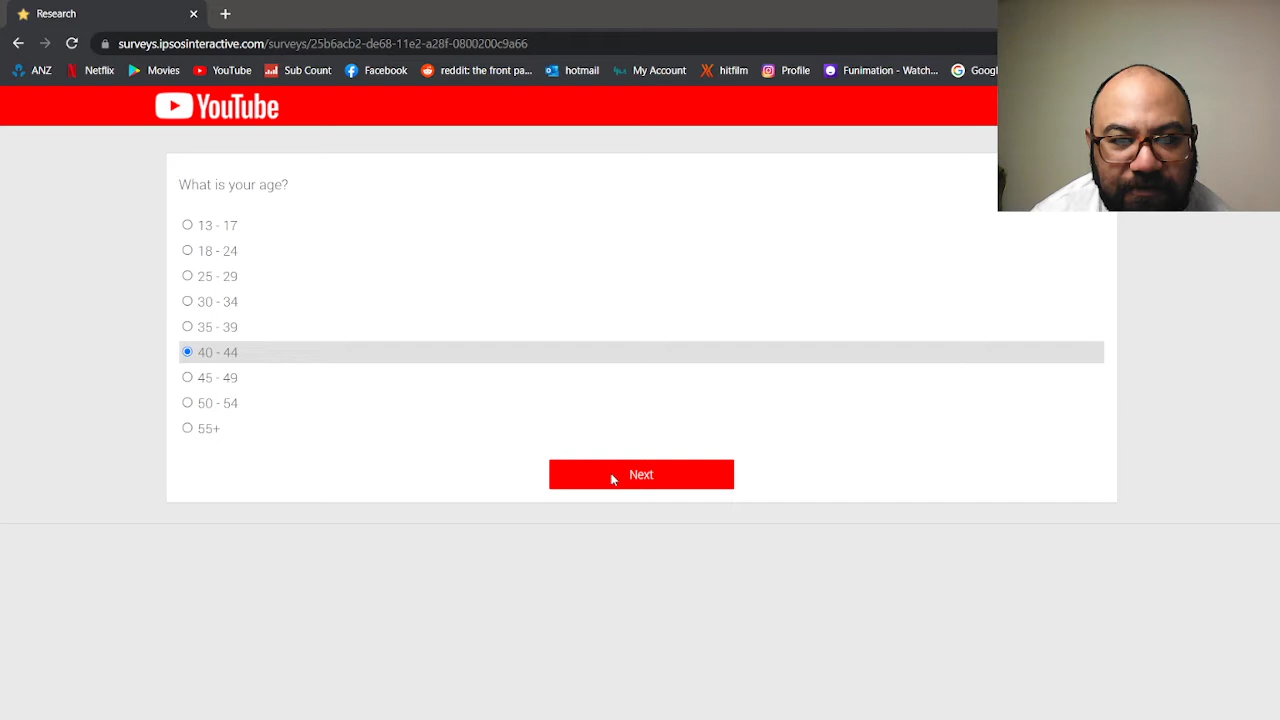 Research
surveys.ipsosinteractive.com/surveys/25b6acb2-de68-11e2-a28f-0800200c9a66
ANZ Netflix Movies YouTube Sub Count Facebook reddit: the front pa... hotmail My Account hitfilm Profile Funimation - Watch... Googl
YouTube
What is your age?
13 - 17
18 - 24
25 - 29
30 - 34
35 - 39
40 - 44
45 - 49
50 - 54
55+
Next